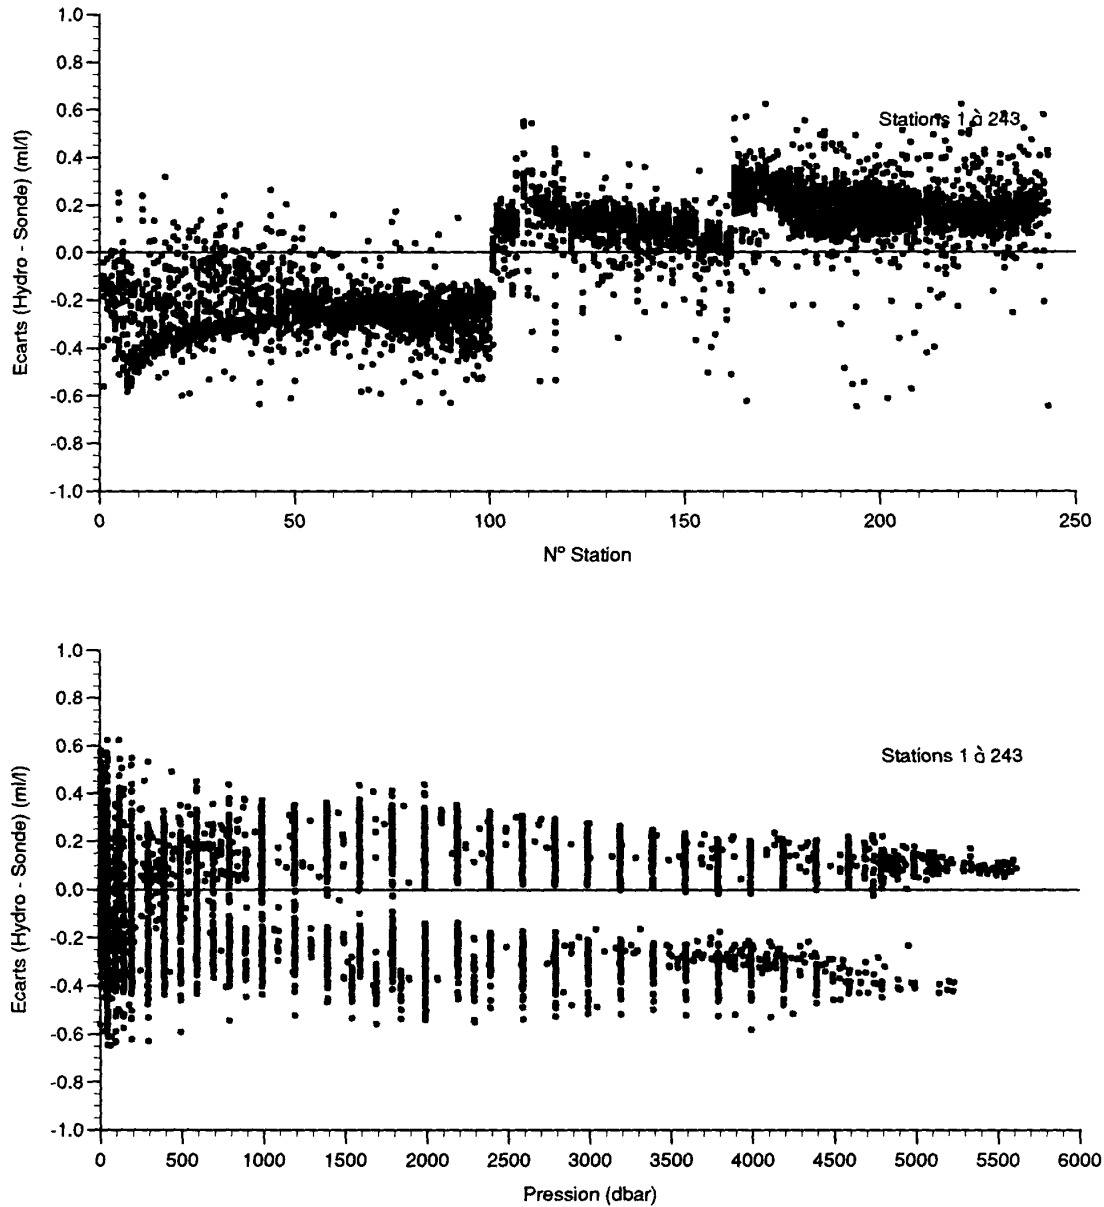 1.0
0.8
0.6
0.4
0.2
0.0
-0.2
-0.4
-0.6
-0.8
-1.0
Ecarts (Hydro - Sonde) (ml/l)
Stations 1 à 243
0 50 100 150 200 250
Nº Station
1.0
0.8
0.6
0.4
0.2
0.0
-0.2
-0.4
-0.6
-0.8
-1.0
Ecarts (Hydro - Sonde) (ml/l)
Stations 1 à 243
0 500 1000 1500 2000 2500 3000 3500 4000 4500 5000 5500 6000
Pression (dbar)